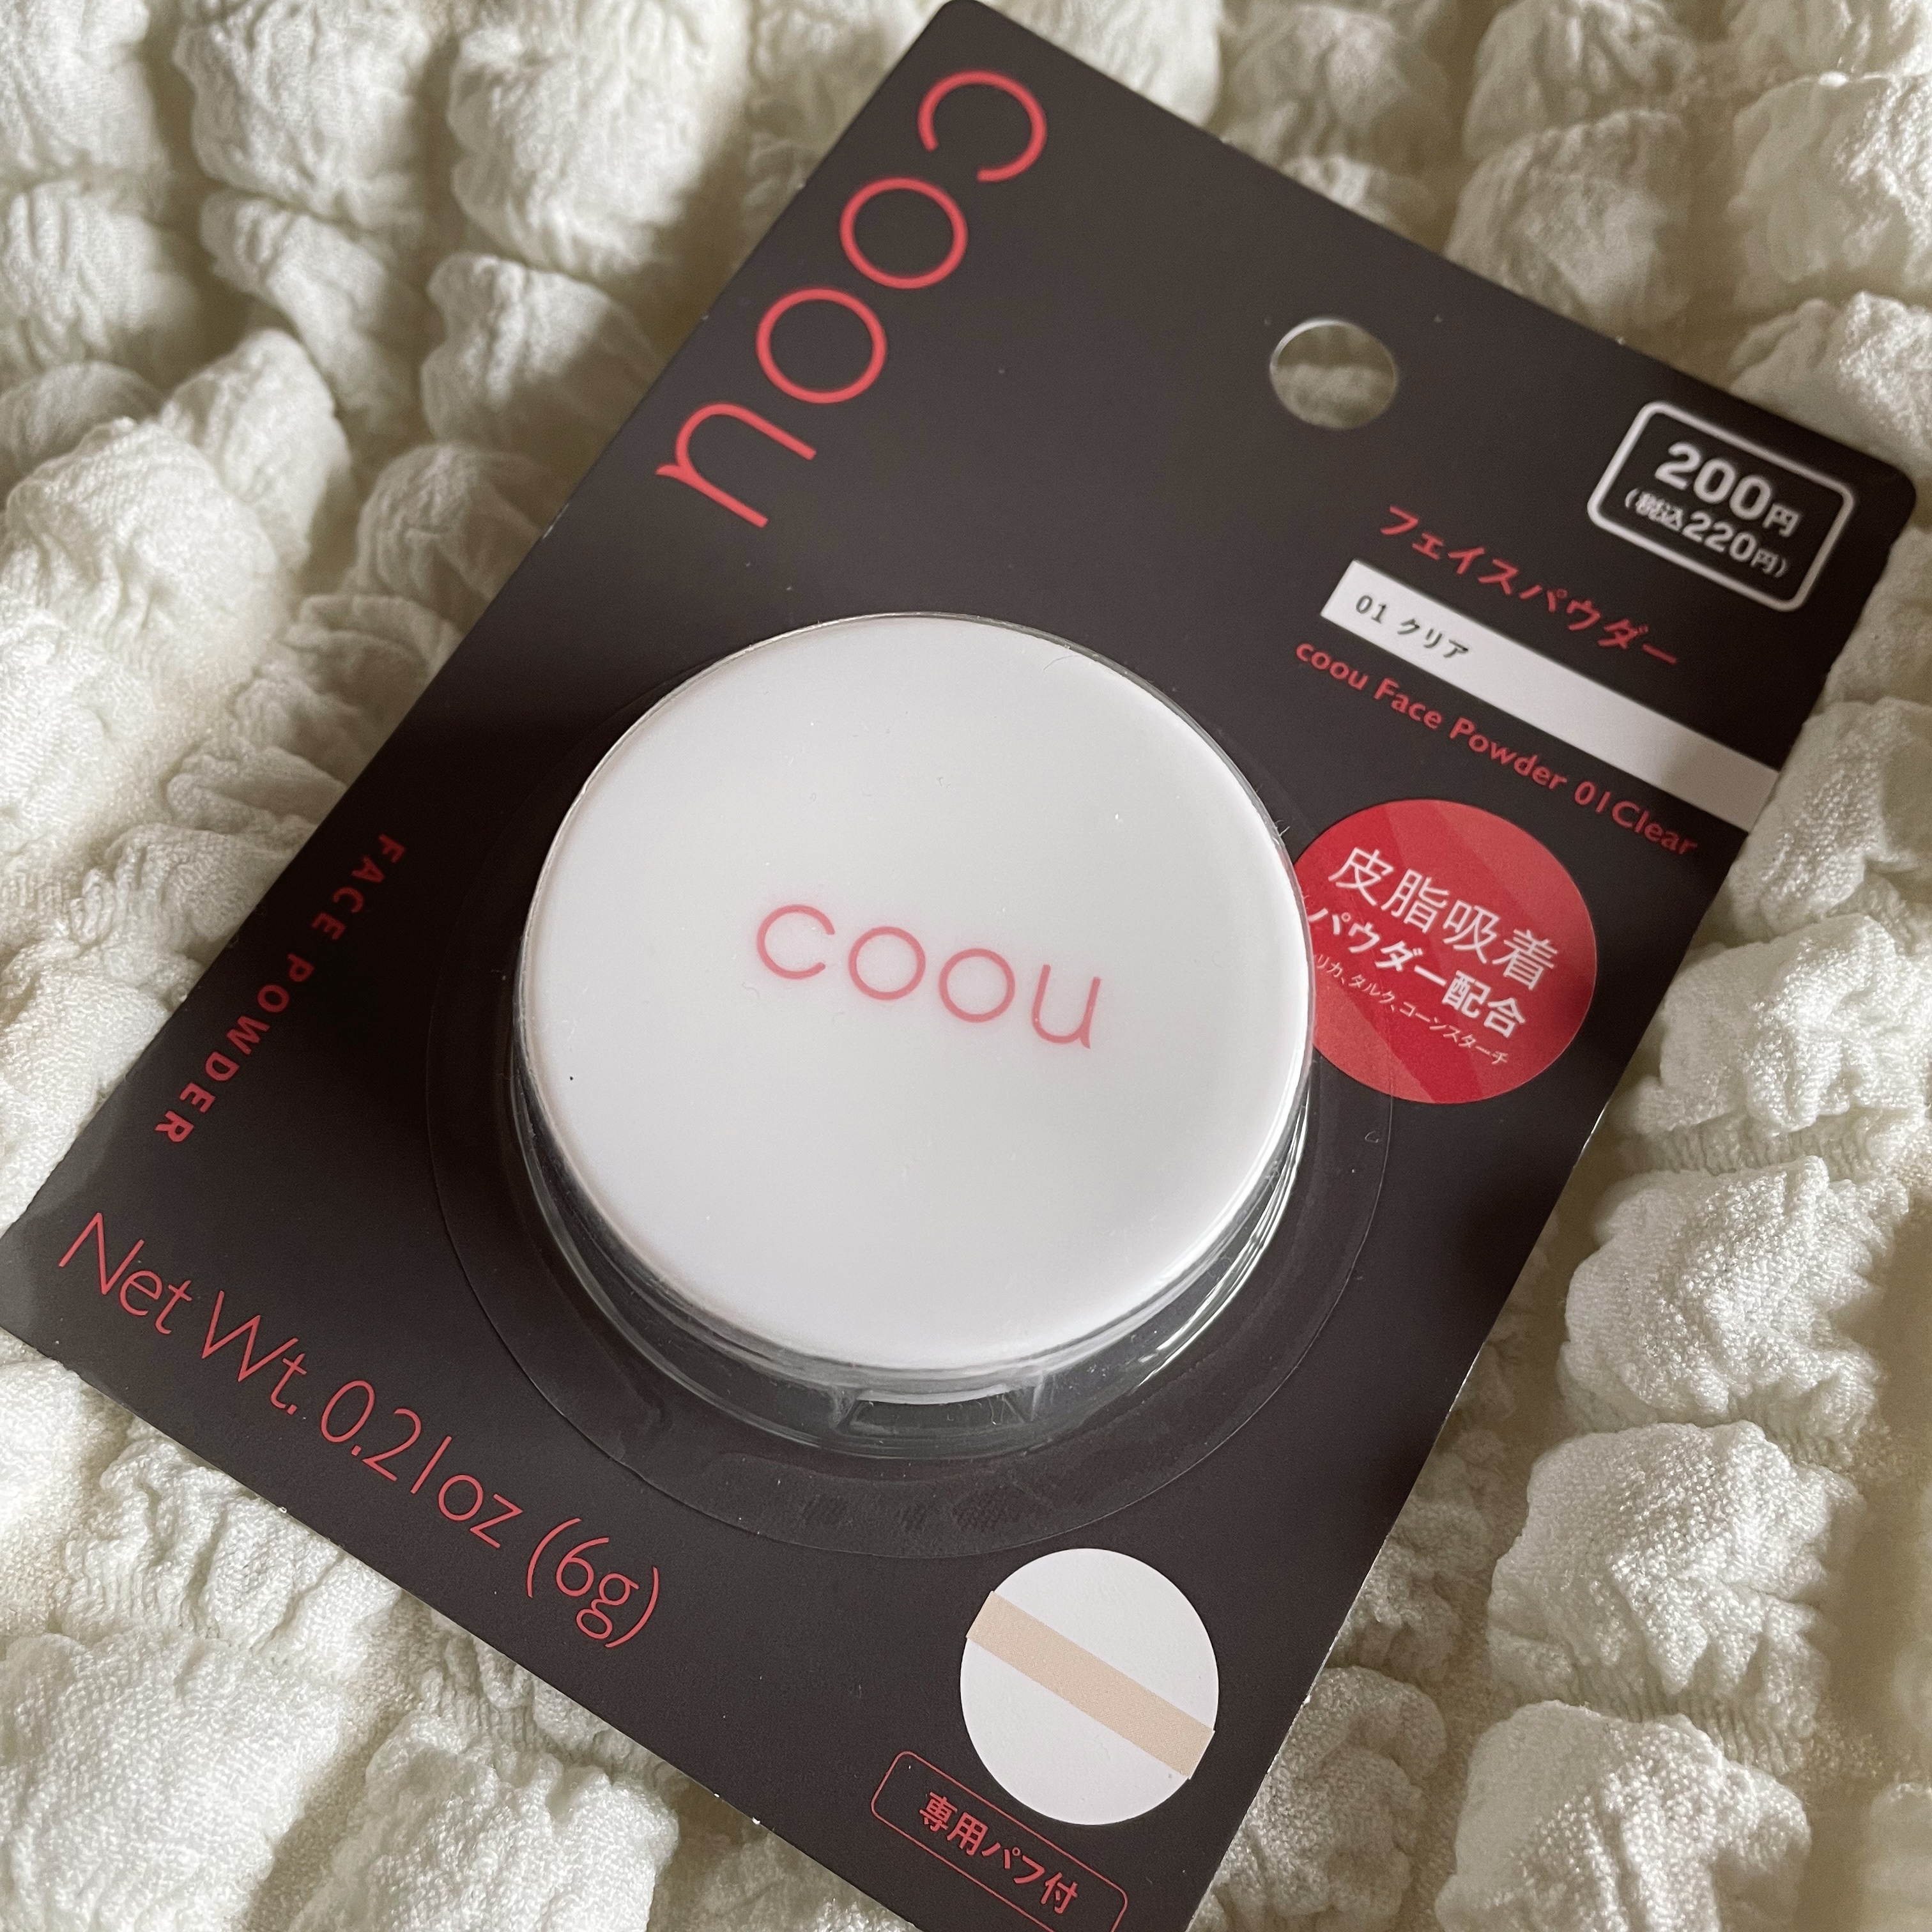 coou
200円
(税込220円)
フェイスパウダー
01 クリア
coou Face Powder 01Clear
皮脂吸着
パウダー配合
リカ、タルク、コーンスターチ
coou
FACE POWDER
Net Wt. 0.21oz (6g)
専用パフ付